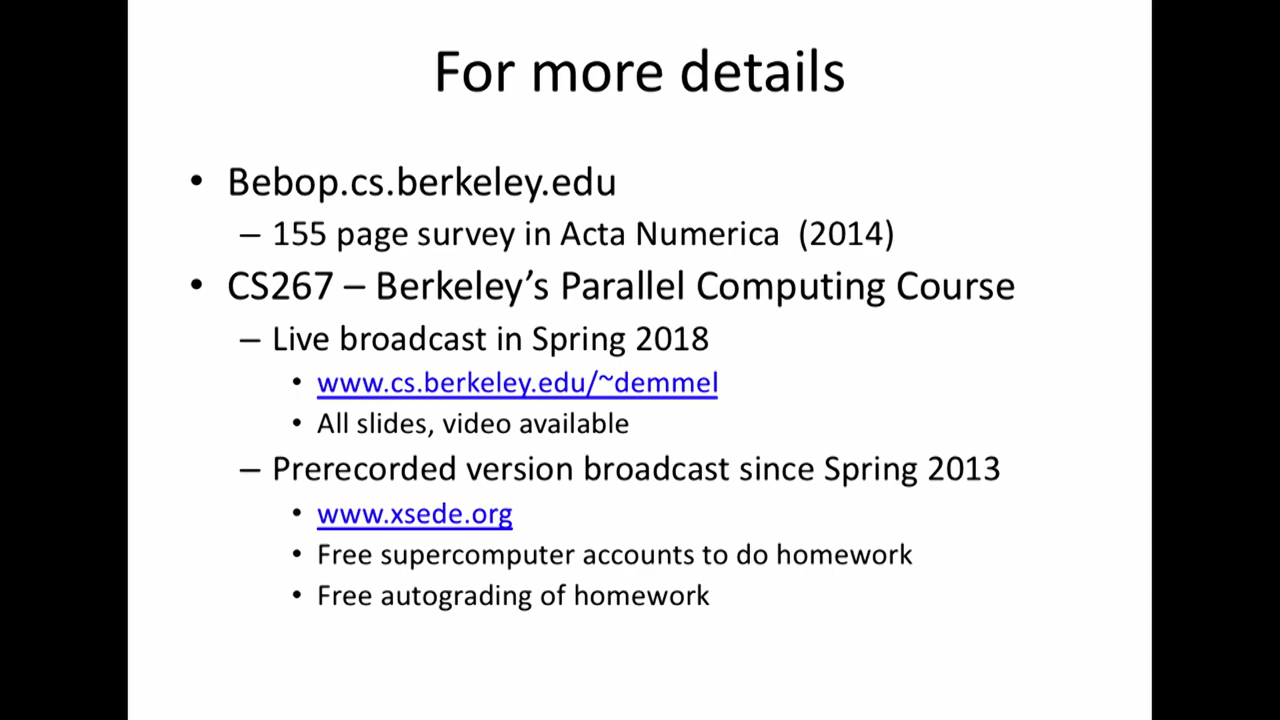 For more details
• Bebop.cs.berkeley.edu
– 155 page survey in Acta Numerica (2014)
• CS267 – Berkeley’s Parallel Computing Course
– Live broadcast in Spring 2018
• www.cs.berkeley.edu/~demmel
• All slides, video available
– Prerecorded version broadcast since Spring 2013
• www.xsede.org
• Free supercomputer accounts to do homework
• Free autograding of homework